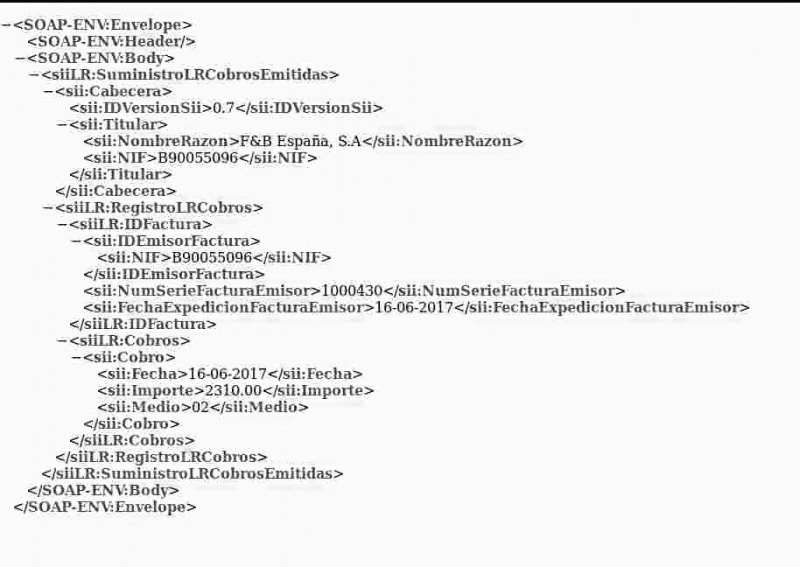 −<SOAP-ENV:Envelope>
<SOAP-ENV:Header/>
−<SOAP-ENV:Body>
−<siiLR:SuministroLRCobrosEmitidas>
−<sii:Cabecera>
<sii:IDVersionSii>0.7</sii:IDVersionSii>
−<sii:Titular>
<sii:NombreRazon>F&B España, S.A</sii:NombreRazon>
<sii:NIF>B90055096</sii:NIF>
</sii:Titular>
</sii:Cabecera>
−<siiLR:RegistroLRCobros>
−<siiLR:IDFactura>
−<sii:IDEmisorFactura>
<sii:NIF>B90055096</sii:NIF>
</sii:IDEmisorFactura>
<sii:NumSerieFacturaEmisor>1000430</sii:NumSerieFacturaEmisor>
<sii:FechaExpedicionFacturaEmisor>16-06-2017</sii:FechaExpedicionFacturaEmisor>
</siiLR:IDFactura>
−<siiLR:Cobros>
−<sii:Cobro>
<sii:Fecha>16-06-2017</sii:Fecha>
<sii:Importe>2310.00</sii:Importe>
<sii:Medio>02</sii:Medio>
</sii:Cobro>
</siiLR:Cobros>
</siiLR:RegistroLRCobros>
</siiLR:SuministroLRCobrosEmitidas>
</SOAP-ENV:Body>
</SOAP-ENV:Envelope>